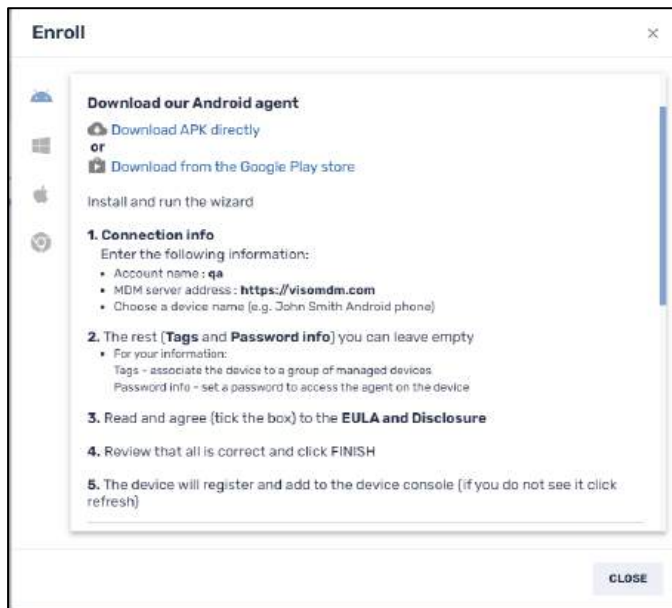 Enroll
Download our Android agent
Download APK directly
or
Download from the Google Play store
Install and run the wizard
1. Connection info
Enter the following information:
• Account name : qa
• MDM server address : https://visomdm.com
• Choose a device name (e.g. John Smith Android phone)
2. The rest (Tags and Password info) you can leave empty
• For your information:
Tags - associate the device to a group of managed devices
Password info - set a password to access the agent on the device
3. Read and agree (tick the box) to the EULA and Disclosure
4. Review that all is correct and click FINISH
5. The device will register and add to the device console (if you do not see it click
refresh)
CLOSE